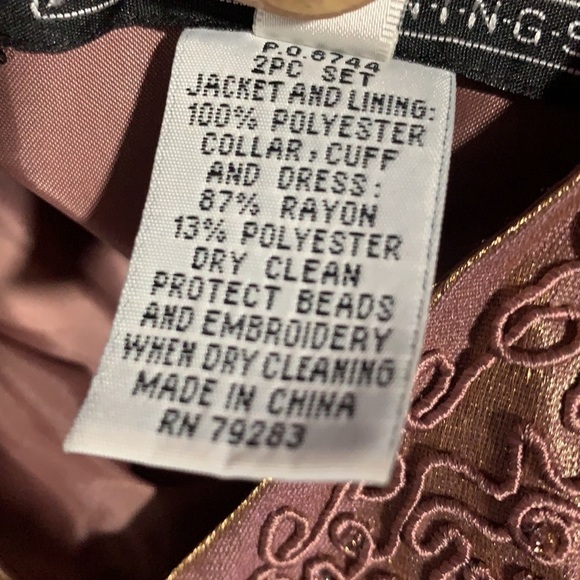 NINGS
P.O.6744
2PC SET
JACKET AND LINING:
100% POLYESTER
COLLAR, CUFF
AND DRESS:
87% RAYON
13% POLYESTER
DRY CLEAN
PROTECT BEADS
AND EMBROIDERY
WHEN DRY CLEANING
MADE IN CHINA
RN 79283